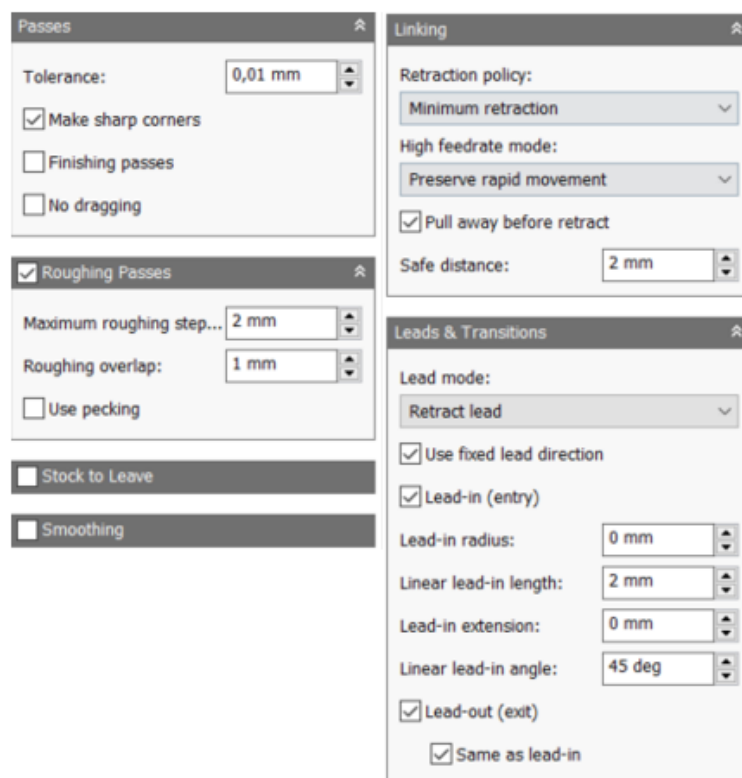 Passes
Tolerance: 0,01 mm
Make sharp corners
Finishing passes
No dragging
Roughing Passes
Maximum roughing step... 2 mm
Roughing overlap: 1 mm
Use pecking
Stock to Leave
Smoothing
Linking
Retraction policy:
Minimum retraction
High feedrate mode:
Preserve rapid movement
Pull away before retract
Safe distance: 2 mm
Leads & Transitions
Lead mode:
Retract lead
Use fixed lead direction
Lead-in (entry)
Lead-in radius: 0 mm
Linear lead-in length: 2 mm
Lead-in extension: 0 mm
Linear lead-in angle: 45 deg
Lead-out (exit)
Same as lead-in